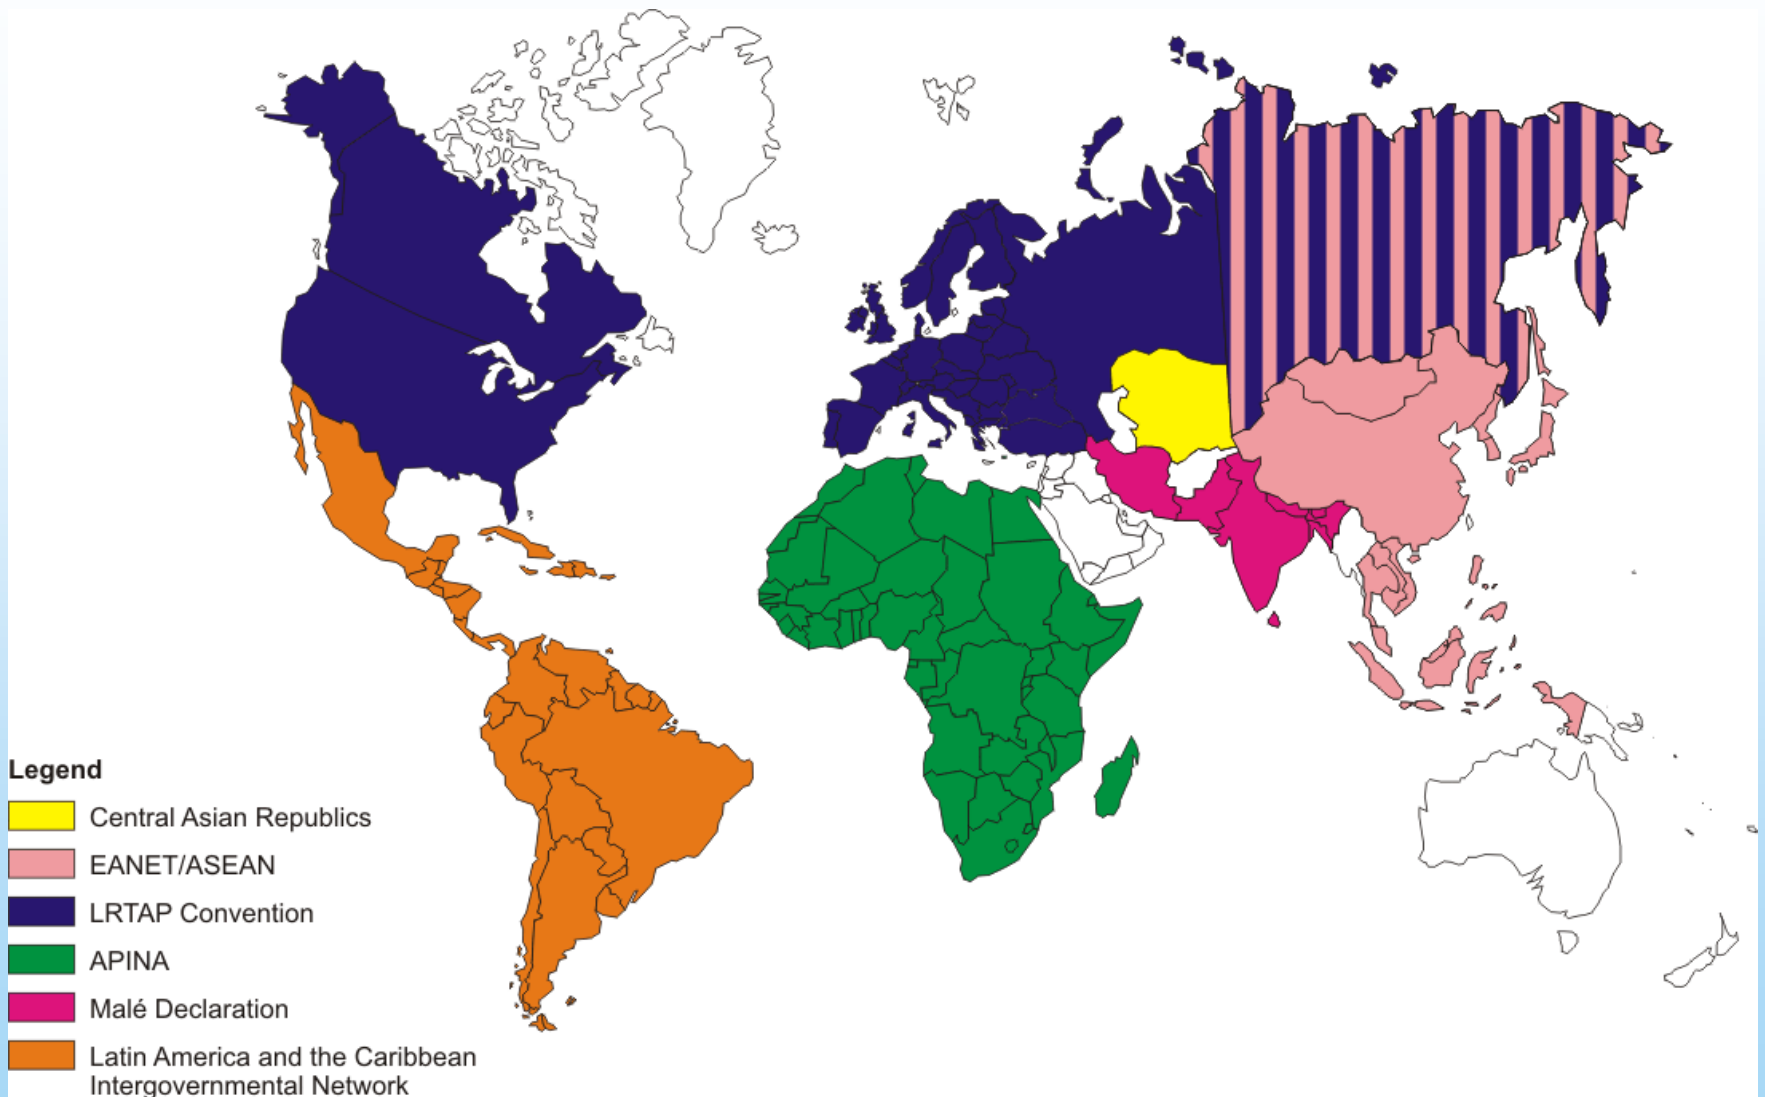 Legend
Central Asian Republics
EANET/ASEAN
LRTAP Convention
APINA
Malé Declaration
Latin America and the Caribbean
Intergovernmental Network